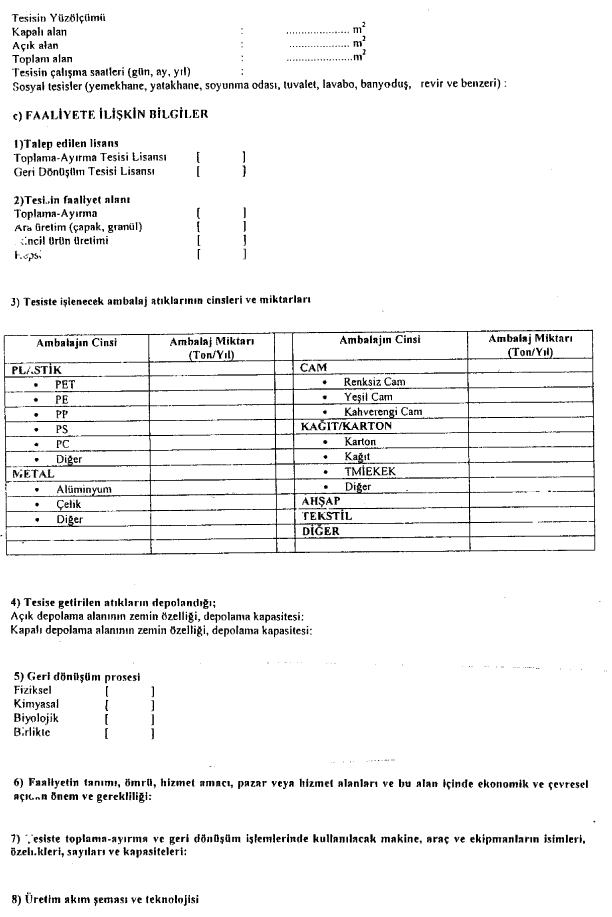 Tesisin Yüzölçümü
Kapalı alan : ..................... m²
Açık alan : .................... m²
Toplam alan .....................m²
Tesisin çalışma saatleri (gün, ay, yıl) :
Sosyal tesisler (yemekhane, yatakhane, soyunma odası, tuvalet, lavabo, banyo-duş, revir ve benzeri) :
c) FAALİYETE İLİŞKİN BİLGİLER
1)Talep edilen lisans
Toplama-Ayırma Tesisi Lisansı [ ]
Geri Dönüşüm Tesisi Lisansı [ ]
2)Tesisin faaliyet alanı
Toplama-Ayırma [ ]
Ara üretim (çapak, granül) [ ]
ürün üretimi [ ]
Hepsi [ ]
3) Tesiste işlenecek ambalaj atıklarının cinsleri ve miktarları
Ambalajın Cinsi Ambalaj Miktarı (Ton/Yıl) Ambalajın Cinsi Ambalaj Miktarı (Ton/Yıl)
PLASTİK CAM
• PET • Renksiz Cam
• PE • Yeşil Cam
• PP • Kahverengi Cam
• PS KAĞIT/KARTON
• PC • Karton
• Diğer • Kağıt
METAL • TMIEKEK
• Alüminyum • Diğer
• Çelik AHŞAP
• Diğer TEKSTİL
DİĞER
4) Tesise getirilen atıkların depolandığı;
Açık depolama alanının zemin özelliği, depolama kapasitesi:
Kapalı depolama alanının zemin özelliği, depolama kapasitesi:
5) Geri dönüşüm prosesi
Fiziksel [ ]
Kimyasal [ ]
Biyolojik [ ]
Birlikte [ ]
6) Faaliyetin tanımı, ömrü, hizmet amacı, pazar veya hizmet alanları ve bu alan içinde ekonomik ve çevresel
açıdan önem ve gerekliliği:
7) Tesiste toplama-ayırma ve geri dönüşüm işlemlerinde kullanılacak makine, araç ve ekipmanların isimleri,
özellikleri, sayıları ve kapasiteleri:
8) Üretim akım şeması ve teknolojisi